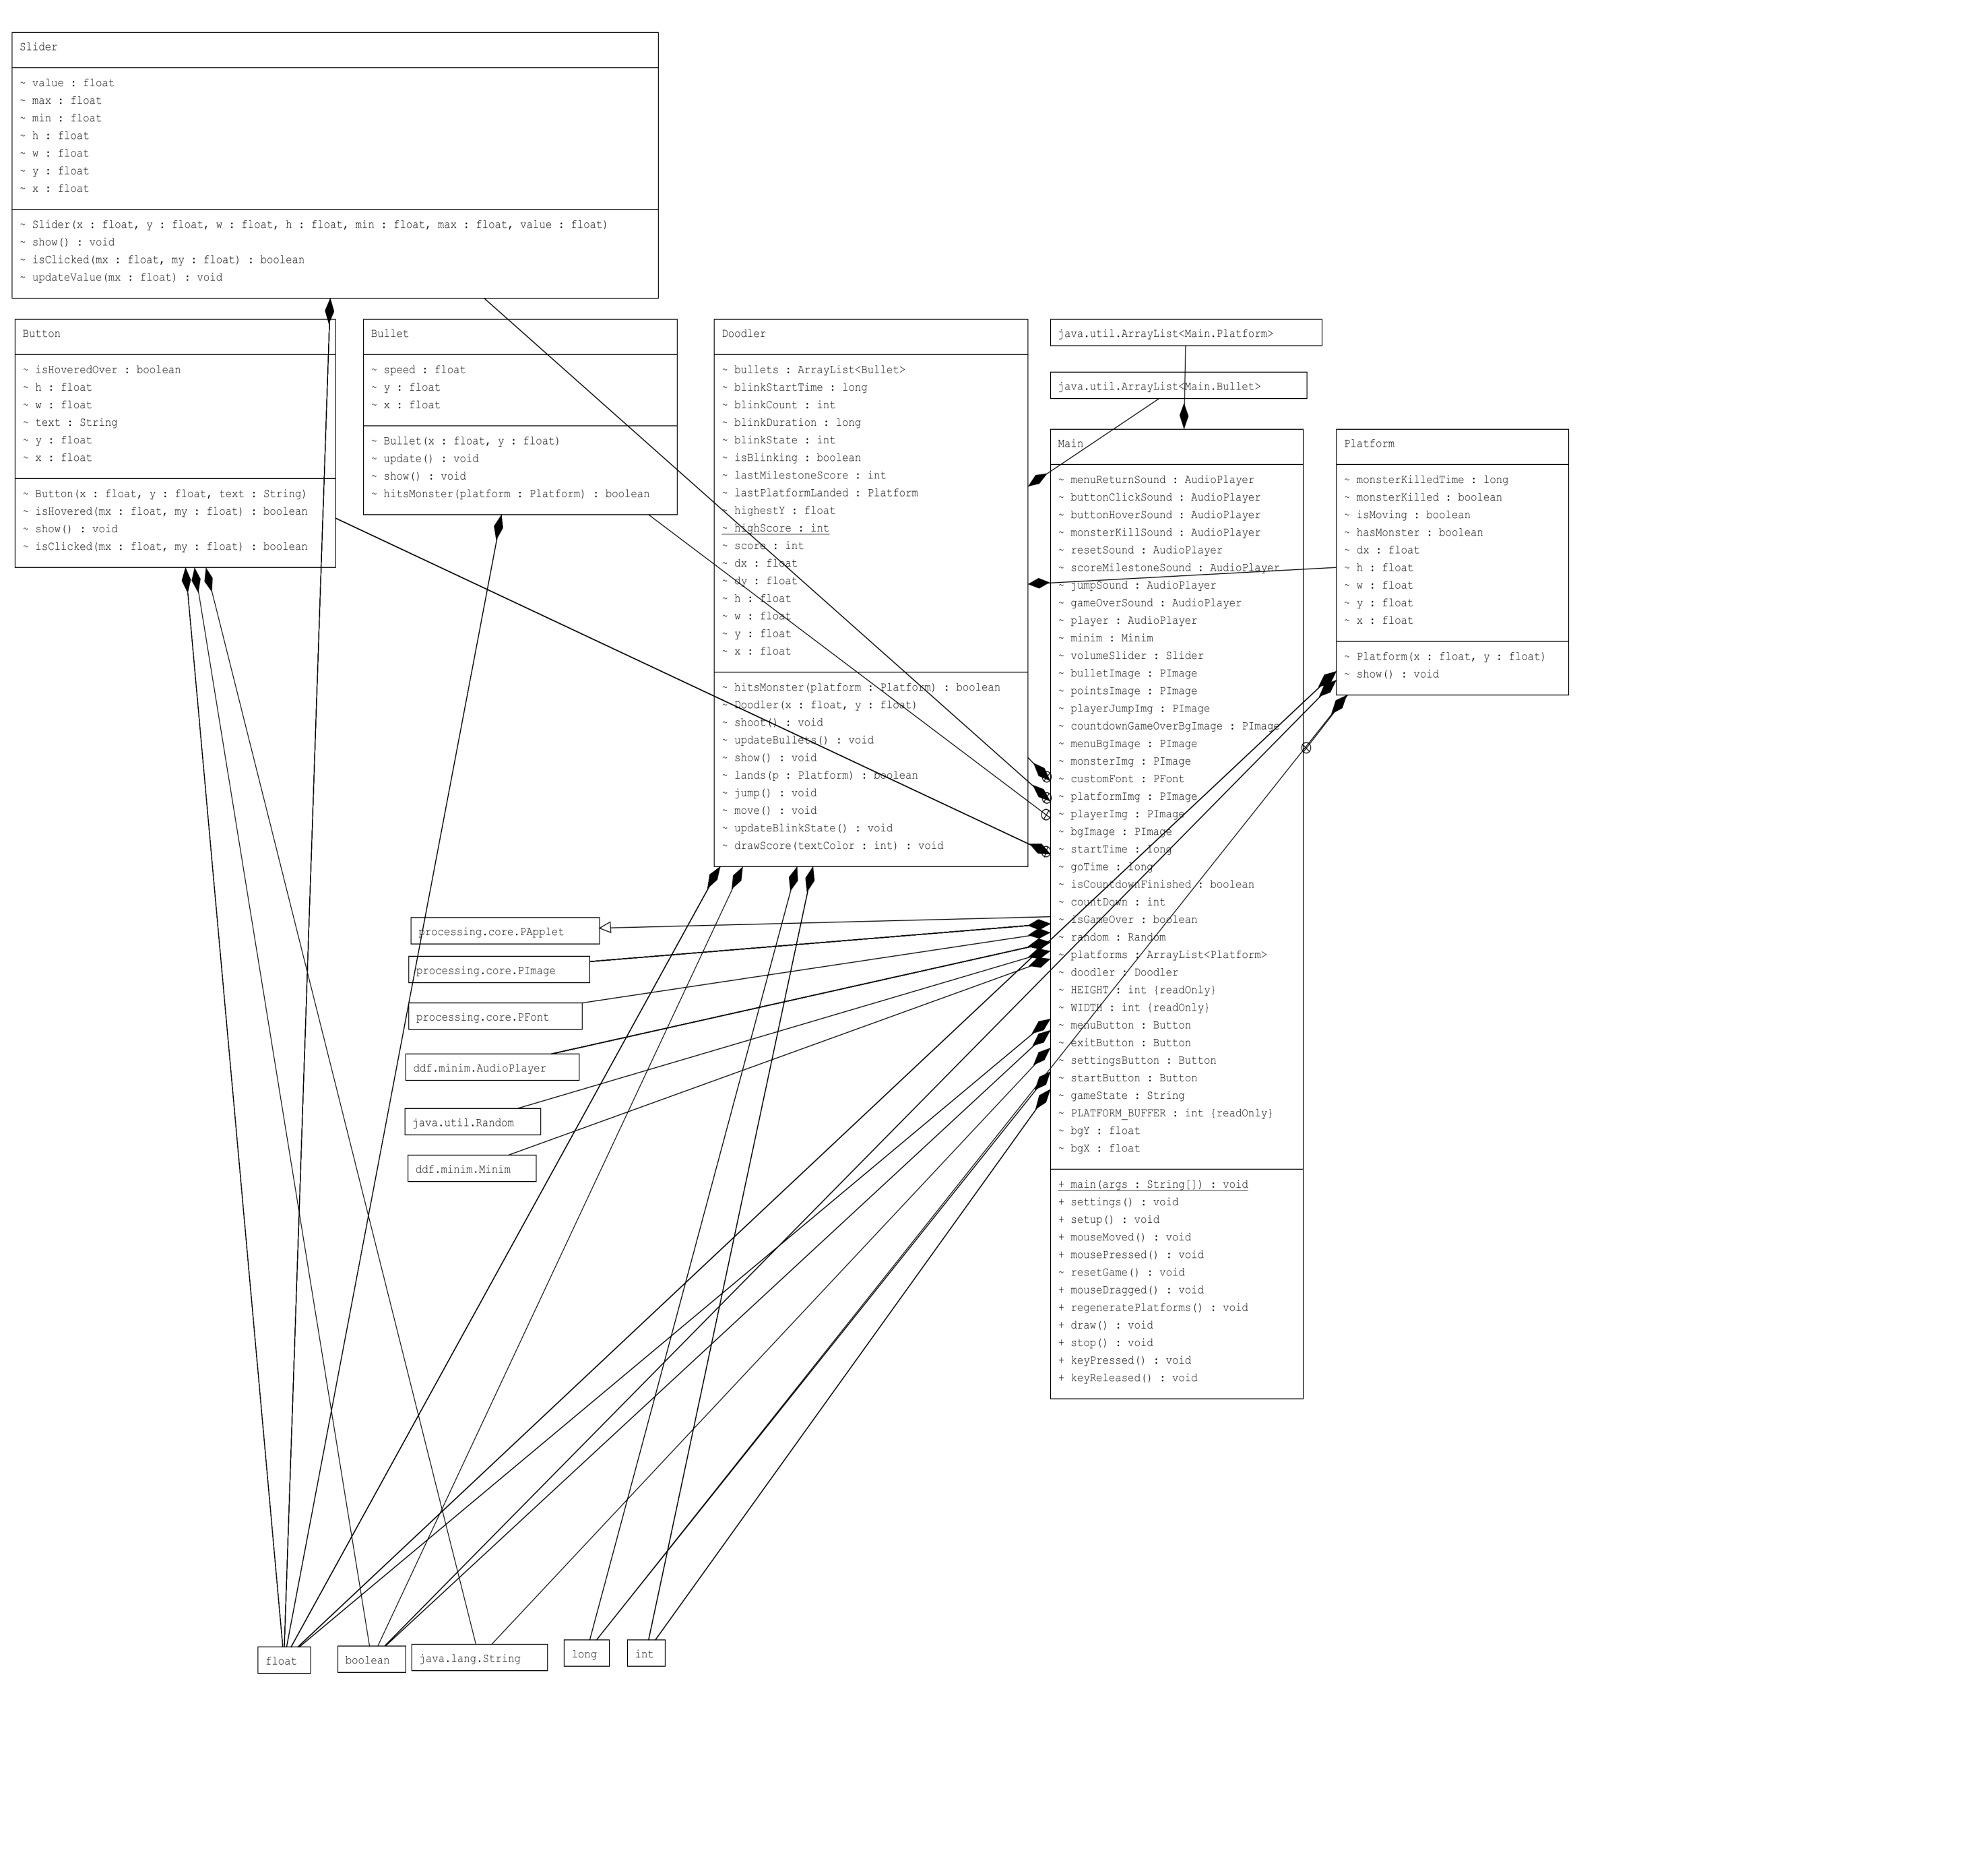 Slider
~ value : float
~ max : float
~ min : float
~ h : float
~ w : float
~ y : float
~ x : float
~ Slider(x : float, y : float, w : float, h : float, min : float, max : float, value : float)
~ show() : void
~ isClicked(mx : float, my : float) : boolean
~ updateValue(mx : float) : void
Button
~ isHoveredOver : boolean
~ h : float
~ w : float
~ text : String
~ y : float
~ x : float
~ Button(x : float, y : float, text : String)
~ isHovered(mx : float, my : float) : boolean
~ show() : void
~ isClicked(mx : float, my : float) : boolean
Bullet
~ speed : float
~ y : float
~ x : float
~ Bullet(x : float, y : float)
~ update() : void
~ show() : void
~ hitsMonster(platform : Platform) : boolean
Doodler
~ bullets : ArrayList<Bullet>
~ blinkStartTime : long
~ blinkCount : int
~ blinkDuration : long
~ blinkState : int
~ isBlinking : boolean
~ lastMilestoneScore : int
~ lastPlatformLanded : Platform
~ highestY : float
~ highScore : int
~ score : int
~ dx : float
~ dy : float
~ h : float
~ w : float
~ y : float
~ x : float
~ hitsMonster(platform : Platform) : boolean
~ Doodler(x : float, y : float)
~ shoot() : void
~ updateBullets() : void
~ show() : void
~ lands(p : Platform) : boolean
~ jump() : void
~ move() : void
~ updateBlinkState() : void
~ drawScore(textColor : int) : void
java.util.ArrayList<Main.Platform>
java.util.ArrayList<Main.Bullet>
Main
~ menuReturnSound : AudioPlayer
~ buttonClickSound : AudioPlayer
~ buttonHoverSound : AudioPlayer
~ monsterKillSound : AudioPlayer
~ resetSound : AudioPlayer
~ scoreMilestoneSound : AudioPlayer
~ jumpSound : AudioPlayer
~ gameOverSound : AudioPlayer
~ player : AudioPlayer
~ minim : Minim
~ volumeSlider : Slider
~ bulletImage : PImage
~ pointsImage : PImage
~ playerJumpImg : PImage
~ countdownGameOverBgImage : PImage
~ menuBgImage : PImage
~ monsterImg : PImage
~ customFont : PFont
~ platformImg : PImage
~ playerImg : PImage
~ bgImage : PImage
~ startTime : long
~ goTime : long
~ isCountdownFinished : boolean
~ countDown : int
~ isGameOver : boolean
~ random : Random
~ platforms : ArrayList<Platform>
~ doodler : Doodler
~ HEIGHT : int {readOnly}
~ WIDTH : int {readOnly}
~ menuButton : Button
~ exitButton : Button
~ settingsButton : Button
~ startButton : Button
~ gameState : String
~ PLATFORM_BUFFER : int {readOnly}
~ bgY : float
~ bgX : float
+ main(args : String[]) : void
+ settings() : void
+ setup() : void
+ mouseMoved() : void
+ mousePressed() : void
~ resetGame() : void
+ mouseDragged() : void
+ regeneratePlatforms() : void
+ draw() : void
+ stop() : void
+ keyPressed() : void
+ keyReleased() : void
Platform
~ monsterKilledTime : long
~ monsterKilled : boolean
~ isMoving : boolean
~ hasMonster : boolean
~ dx : float
~ h : float
~ w : float
~ y : float
~ x : float
~ Platform(x : float, y : float)
~ show() : void
processing.core.PApplet
processing.core.PImage
processing.core.PFont
ddf.minim.AudioPlayer
java.util.Random
ddf.minim.Minim
float
boolean
java.lang.String
long
int